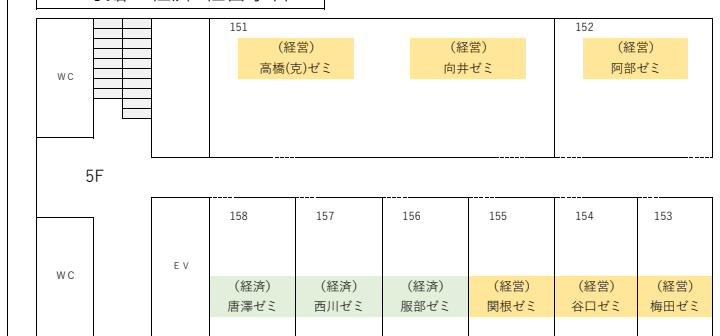 151
152
(経営)
高橋(克)ゼミ
(経営)
向井ゼミ
(経営)
阿部ゼミ
WC
5F
158
157
156
155
154
153
EV
WC
(経済)
唐澤ゼミ
(経済)
西川ゼミ
(経済)
服部ゼミ
(経営)
関根ゼミ
(経営)
谷口ゼミ
(経営)
梅田ゼミ